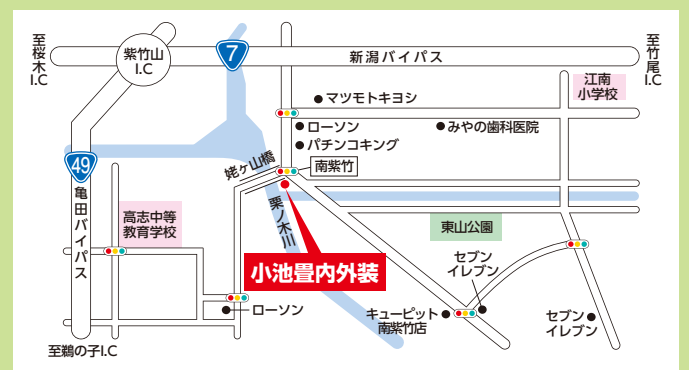 至桜木I.C
紫竹山
I.C
7
新潟バイパス
至竹尾I.C
江南
小学校
マツモトキヨシ
ローソン
みやの歯科医院
パチンコキング
姥ヶ山橋
南紫竹
49
亀田バイパス
高志中等
教育学校
栗ノ木川
東山公園
小池畳内外装
セブン
イレブン
ローソン
キューピット
南紫竹店
セブン
イレブン
至鵜の子I.C